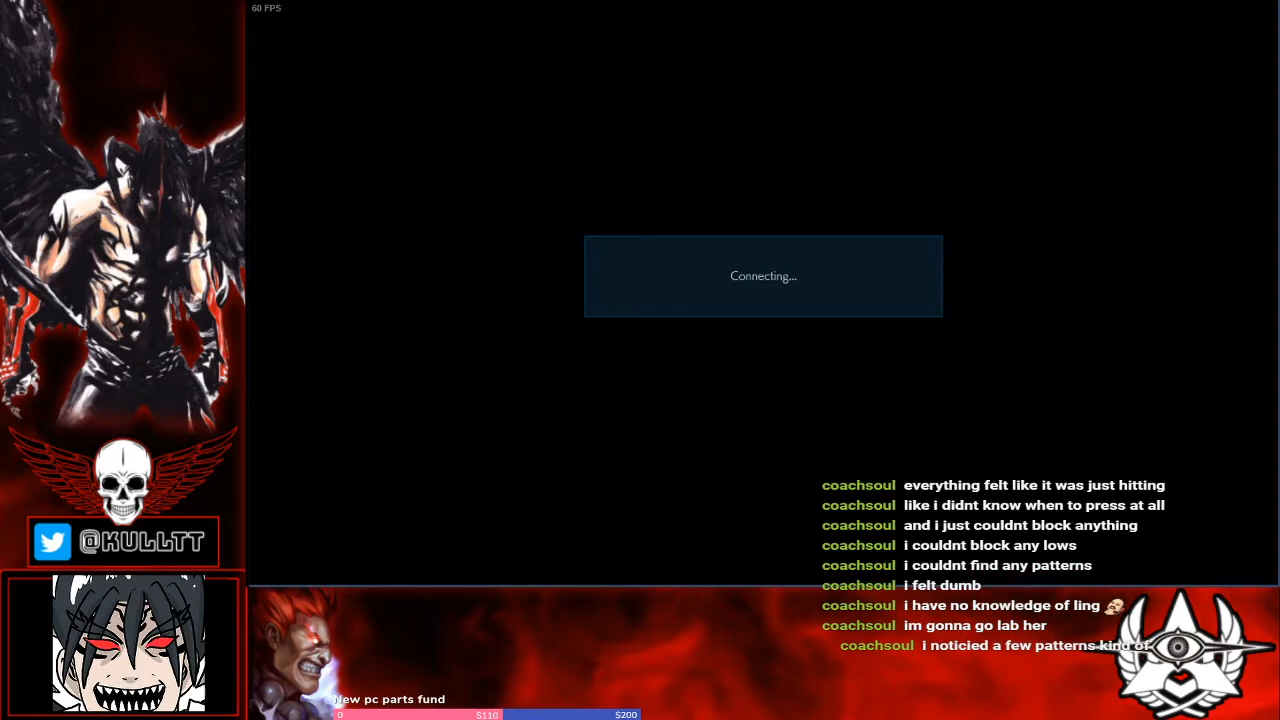 60 FPS
Connecting...
coachsoul everything felt like it was just hitting
coachsoul like i didnt know when to press at all
coachsoul and i just couldnt block anything
coachsoul i couldnt block any lows
coachsoul i couldnt find any patterns
coachsoul i felt dumb
coachsoul i have no knowledge of ling
coachsoul im gonna go lab her
coachsoul i noticied a few patterns kind of
@KULLTT
New pc parts fund
0 $110 $200